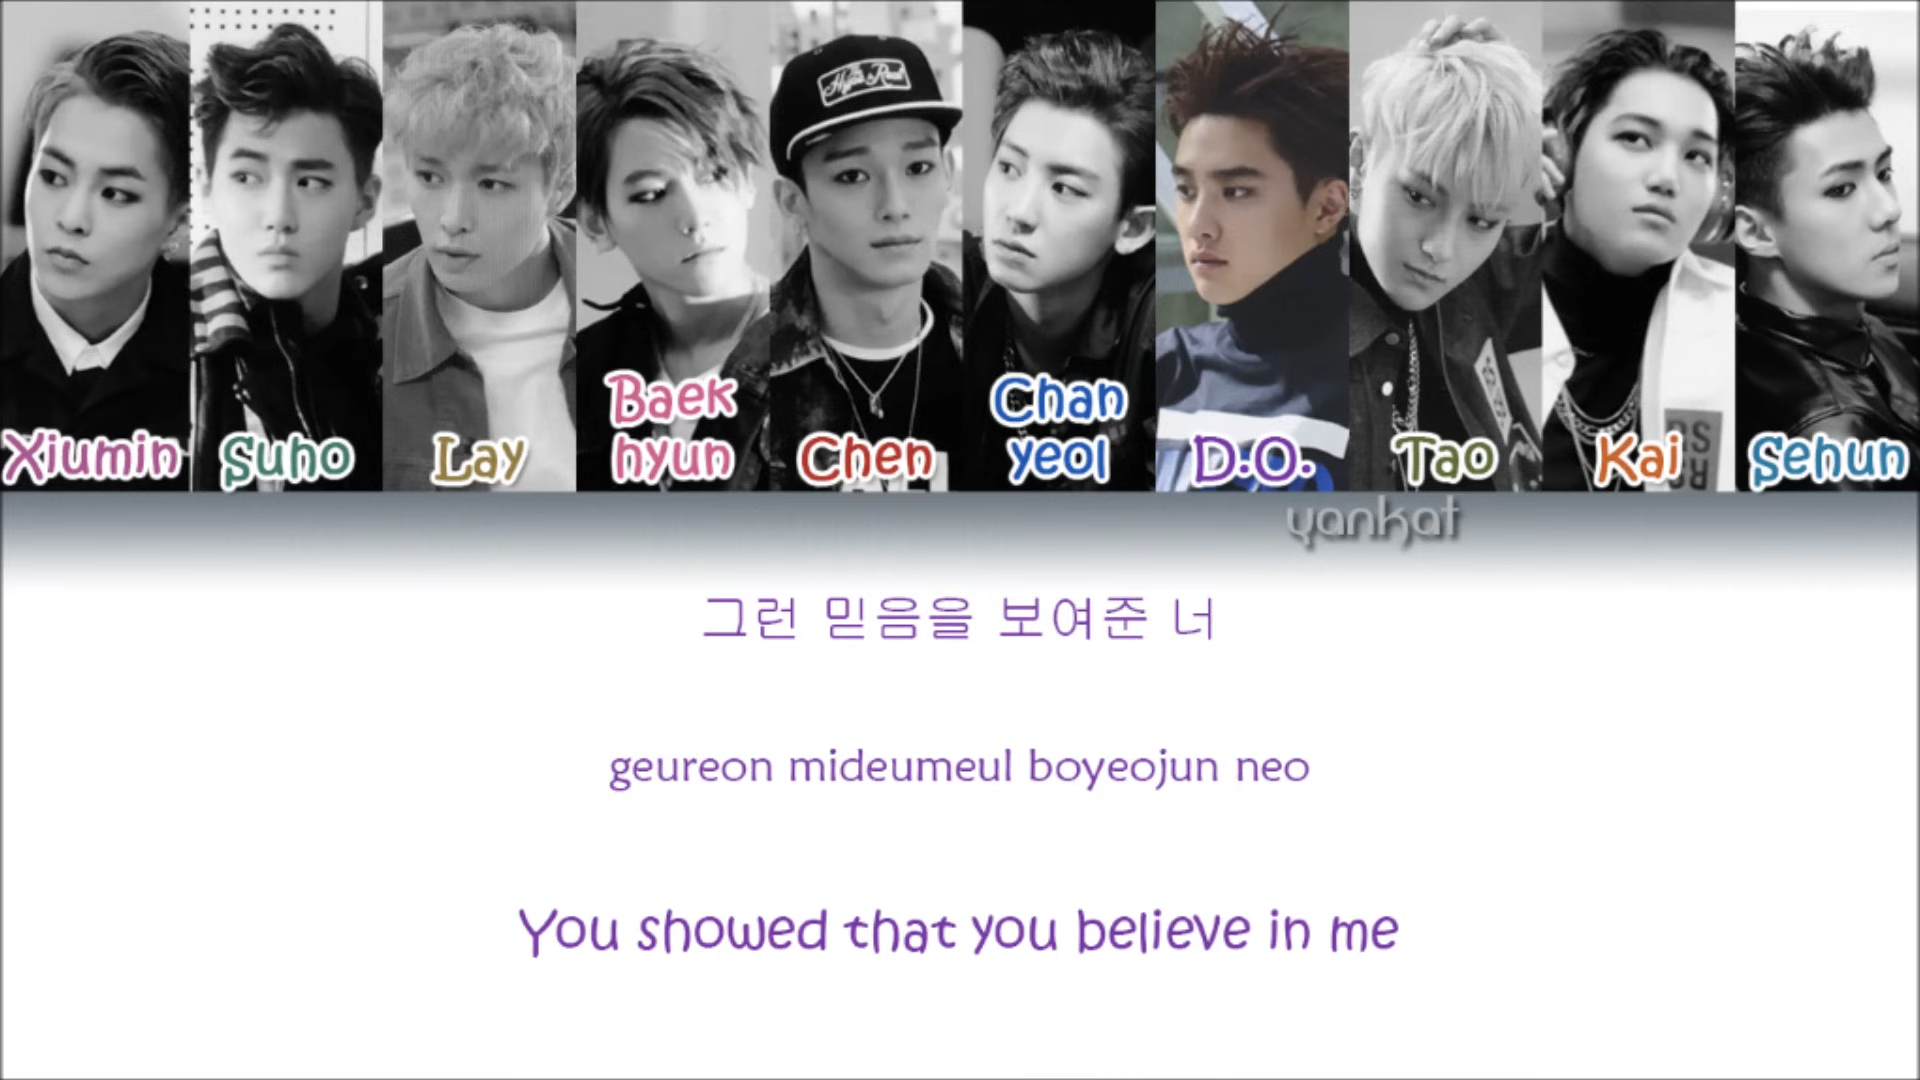 Xiumin
Suho
Lay
Baek
hyun
Chen
Chan
yeol
D.O.
Tao
Kai
Sehun
yankat
그런 믿음을 보여준 너
geureon mideumeul boyeojun neo
You showed that you believe in me